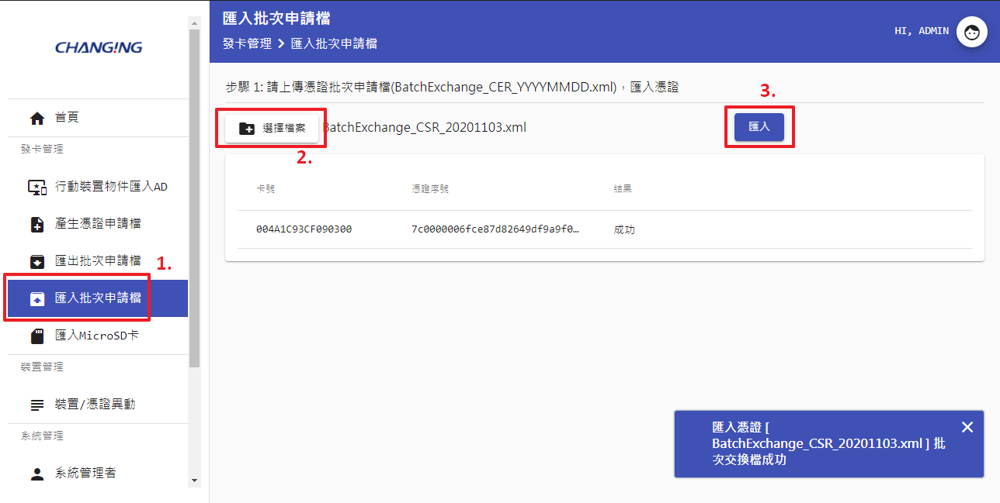 CHANG!NG
首頁
發卡管理
行動裝置物件匯入AD
產生憑證申請檔
匯出批次申請檔
1.
匯入批次申請檔
匯入MicroSD卡
裝置管理
裝置/憑證異動
系統管理
系統管理者
匯入批次申請檔
發卡管理 > 匯入批次申請檔
HI, ADMIN
步驟 1: 請上傳憑證批次申請檔(BatchExchange_CER_YYYYMMDD.xml)，匯入憑證
3.
選擇檔案 BatchExchange_CSR_20201103.xml 匯入
2.
卡號 憑證序號 結果
004A1C93CF090300 7c0000006fce87d82649df9a9f0… 成功
匯入憑證 [
BatchExchange_CSR_20201103.xml ] 批
次交換檔成功